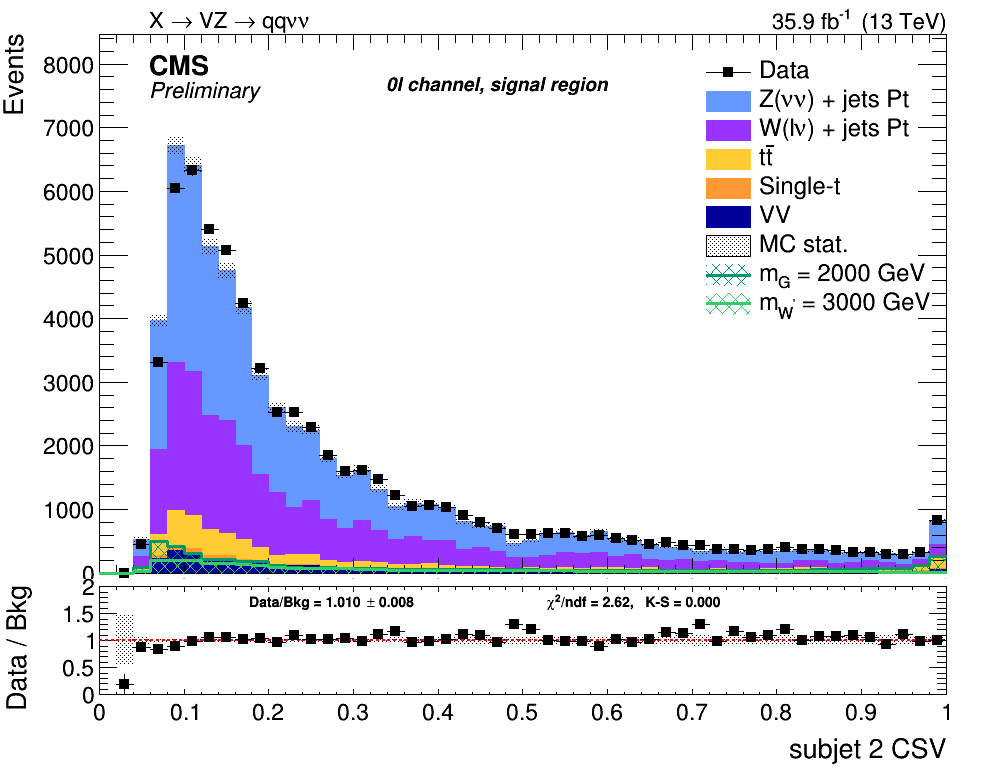 X → VZ → qqνν
35.9 fb⁻¹ (13 TeV)
Events
8000
7000
6000
5000
4000
3000
2000
1000
0
CMS
Preliminary
0l channel, signal region
Data
Z(νν) + jets Pt
W(lν) + jets Pt
tt̄
Single-t
VV
MC stat.
m_G = 2000 GeV
m_W' = 3000 GeV
Data / Bkg
2
1.5
1
0.5
0
Data/Bkg = 1.010 ± 0.008
χ²/ndf = 2.62, K-S = 0.000
0 0.1 0.2 0.3 0.4 0.5 0.6 0.7 0.8 0.9 1
subjet 2 CSV